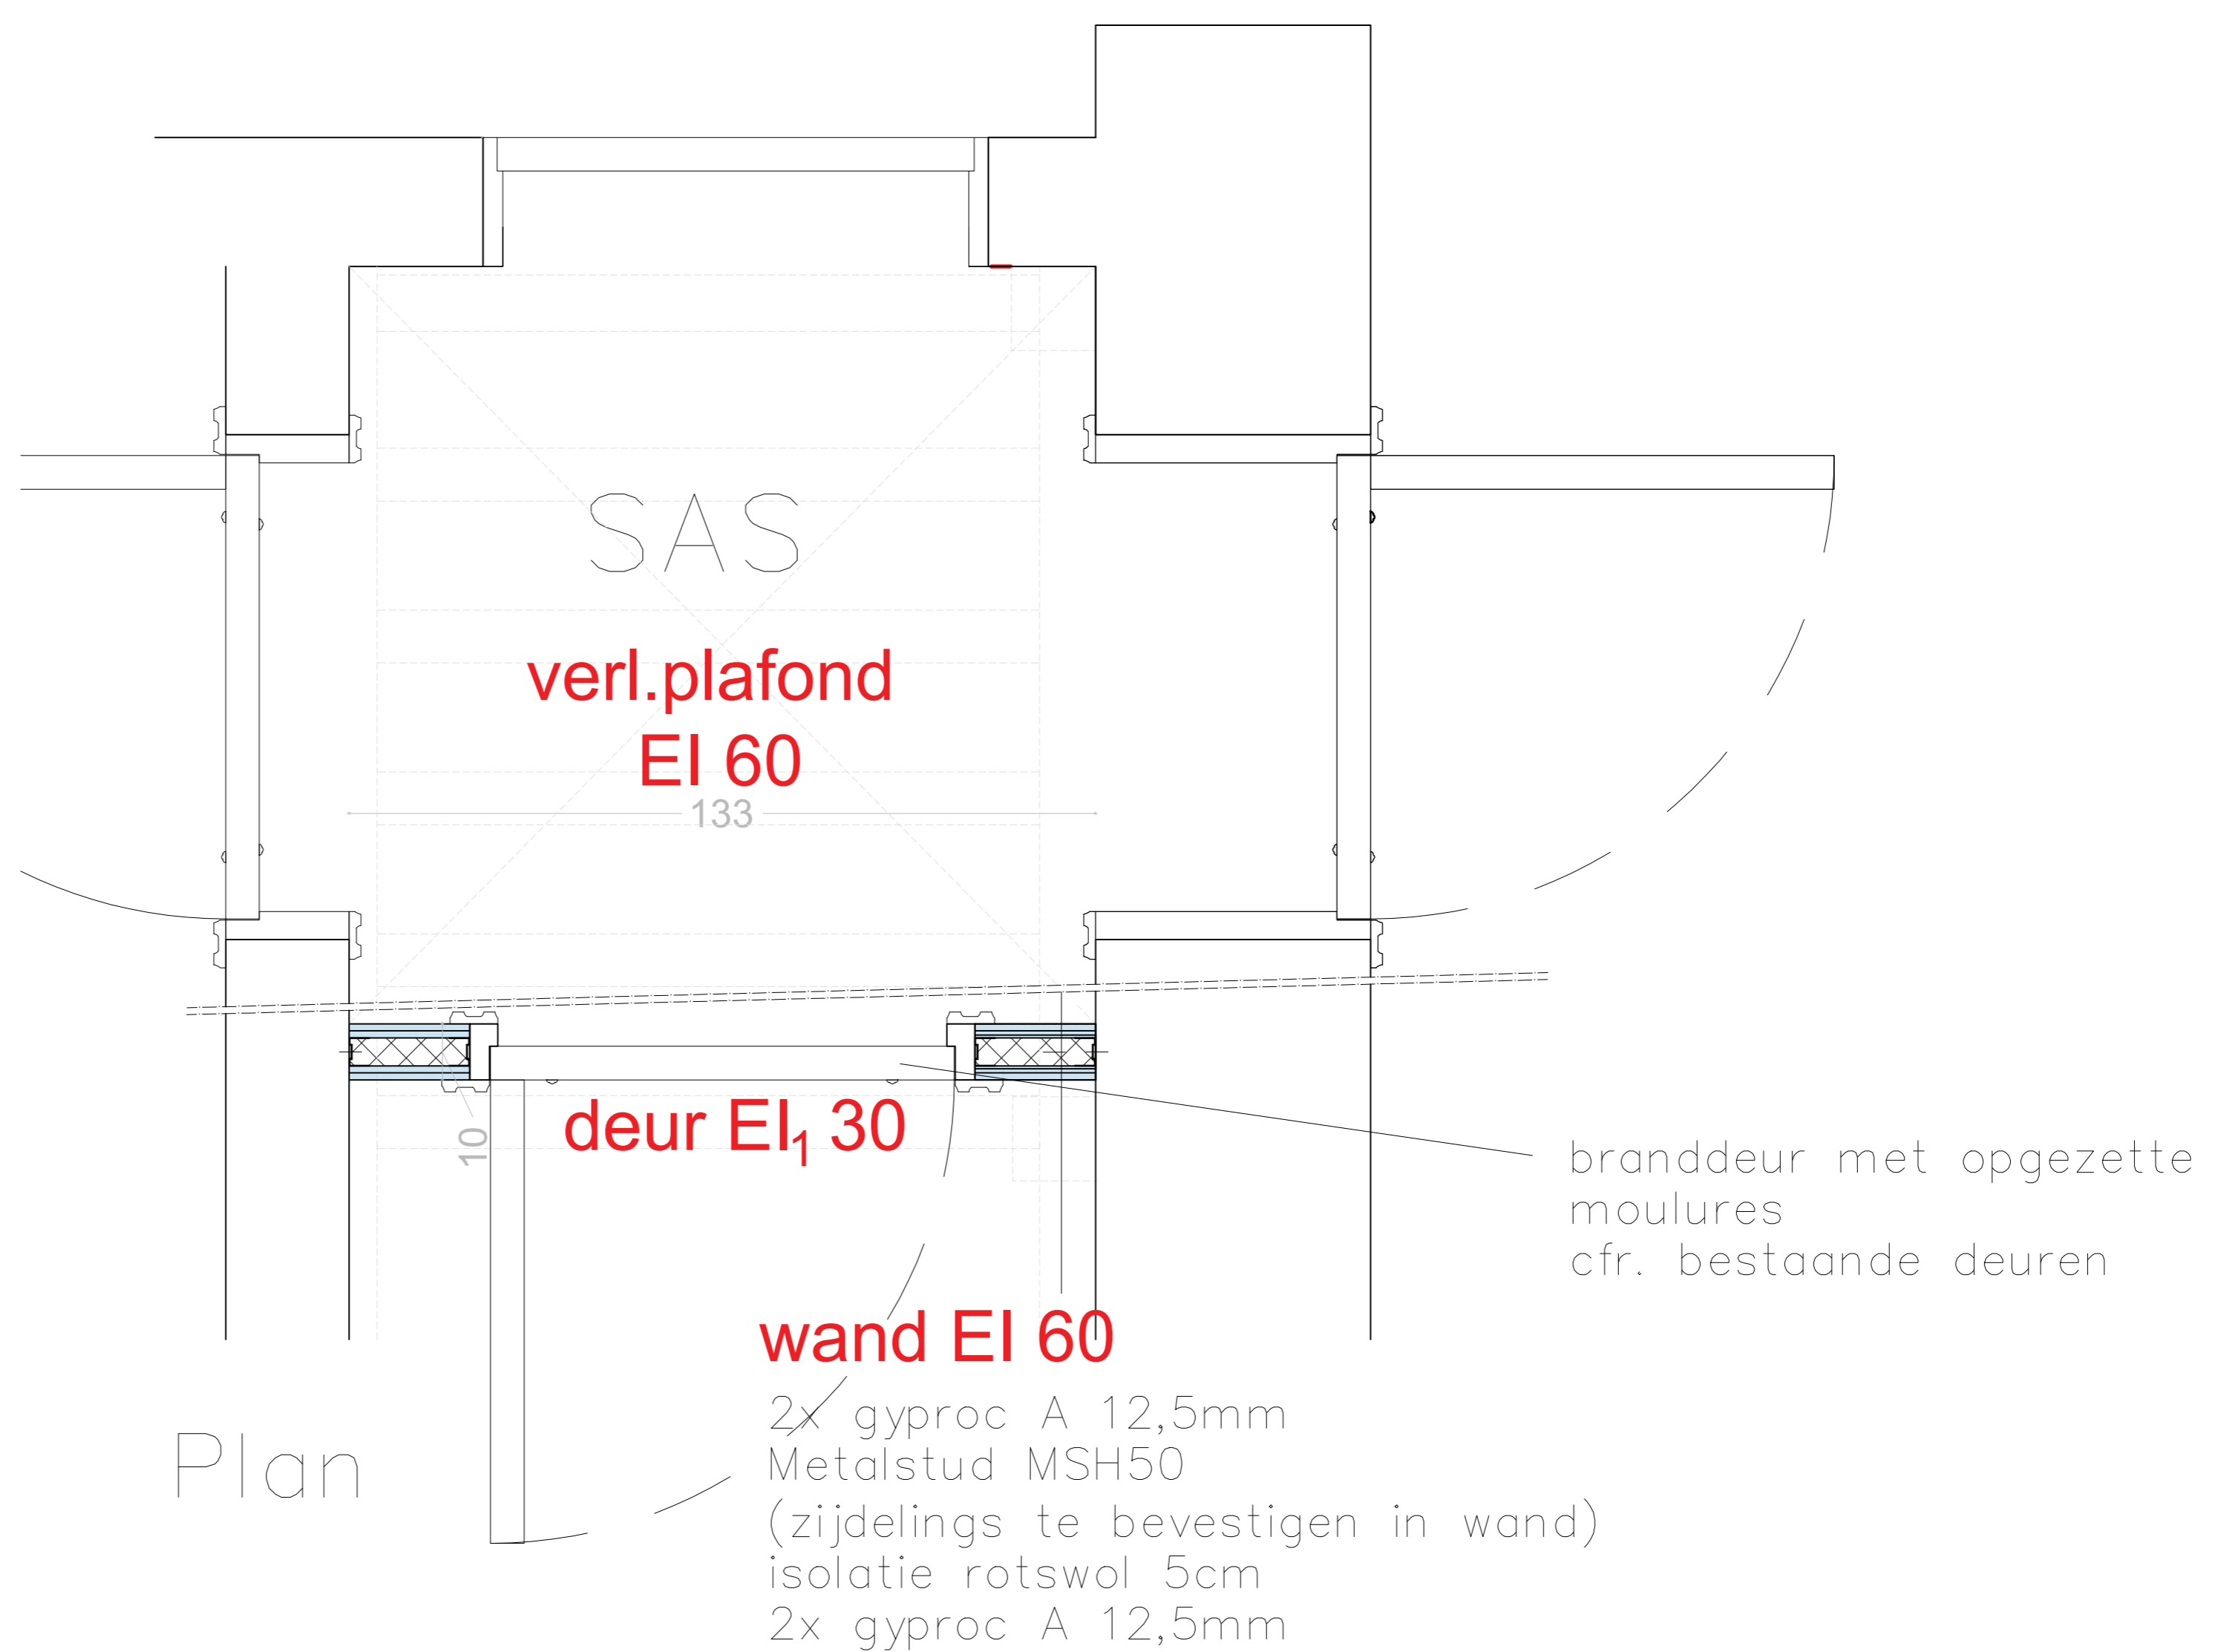 SAS
verl.plafond
EI 60
133
deur EI₁ 30
10
branddeur met opgezette
moulures
cfr. bestaande deuren
wand EI 60
2x gyproc A 12,5mm
Metalstud MSH50
(zijdelings te bevestigen in wand)
isolatie rotswol 5cm
2x gyproc A 12,5mm
Plan